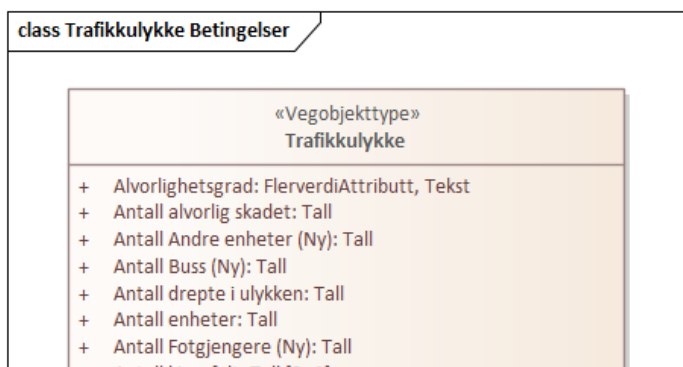 class Trafikkulykke Betingelser
«Vegobjekttype»
Trafikkulykke
+ Alvorlighetsgrad: FlerverdiAttributt, Tekst
+ Antall alvorlig skadet: Tall
+ Antall Andre enheter (Ny): Tall
+ Antall Buss (Ny): Tall
+ Antall drepte i ulykken: Tall
+ Antall enheter: Tall
+ Antall Fotgjengere (Ny): Tall